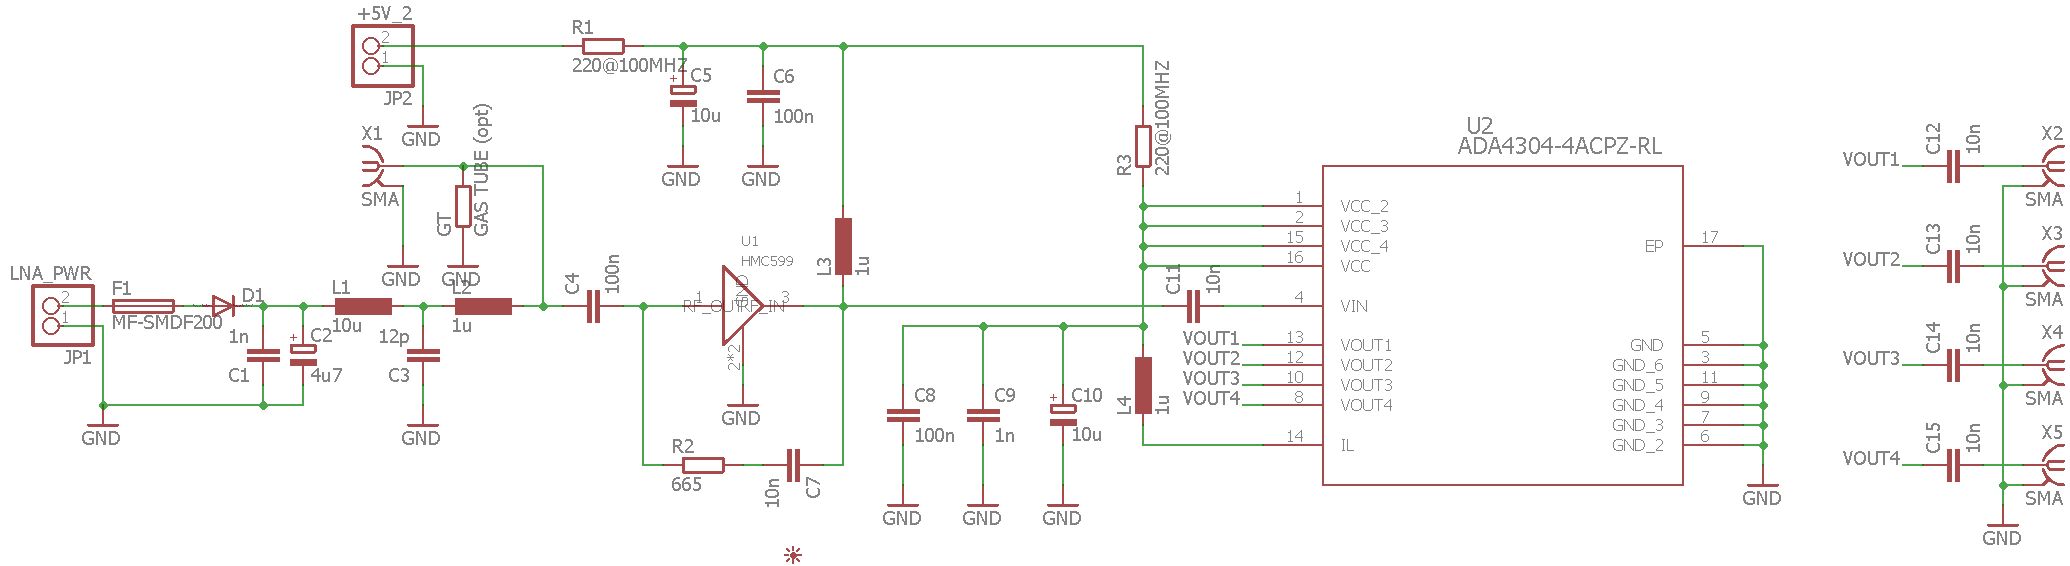 +5V_2
2
1
JP2
R1
220@100MHZ
C5
+
10u
C6
100n
GND
GND
GND
X1
SMA
GT
GAS TUBE (opt)
GND
GND
LNA_PWR
2
1
JP1
F1
MF-SMDF200
D1
1n
C1
+
C2
4u7
GND
L1
10u
12p
C3
GND
L2
1u
C4
100n
U1
HMC599
1
RF_OUT
RF_IN
3
GND
2*2
GND
L3
1u
R2
665
10n
C7
R3
220@100MHZ
C11
10n
C8
100n
GND
C9
1n
GND
+
C10
10u
GND
L4
1u
U2
ADA4304-4ACPZ-RL
1
VCC_2
2
VCC_3
15
VCC_4
16
VCC
4
VIN
VOUT1
13
VOUT1
VOUT2
12
VOUT2
VOUT3
10
VOUT3
VOUT4
8
VOUT4
14
IL
EP
17
GND
5
GND_6
3
GND_5
11
GND_4
9
GND_3
7
GND_2
6
GND
VOUT1
C12
10n
X2
SMA
VOUT2
C13
10n
X3
SMA
VOUT3
C14
10n
X4
SMA
VOUT4
C15
10n
X5
SMA
GND